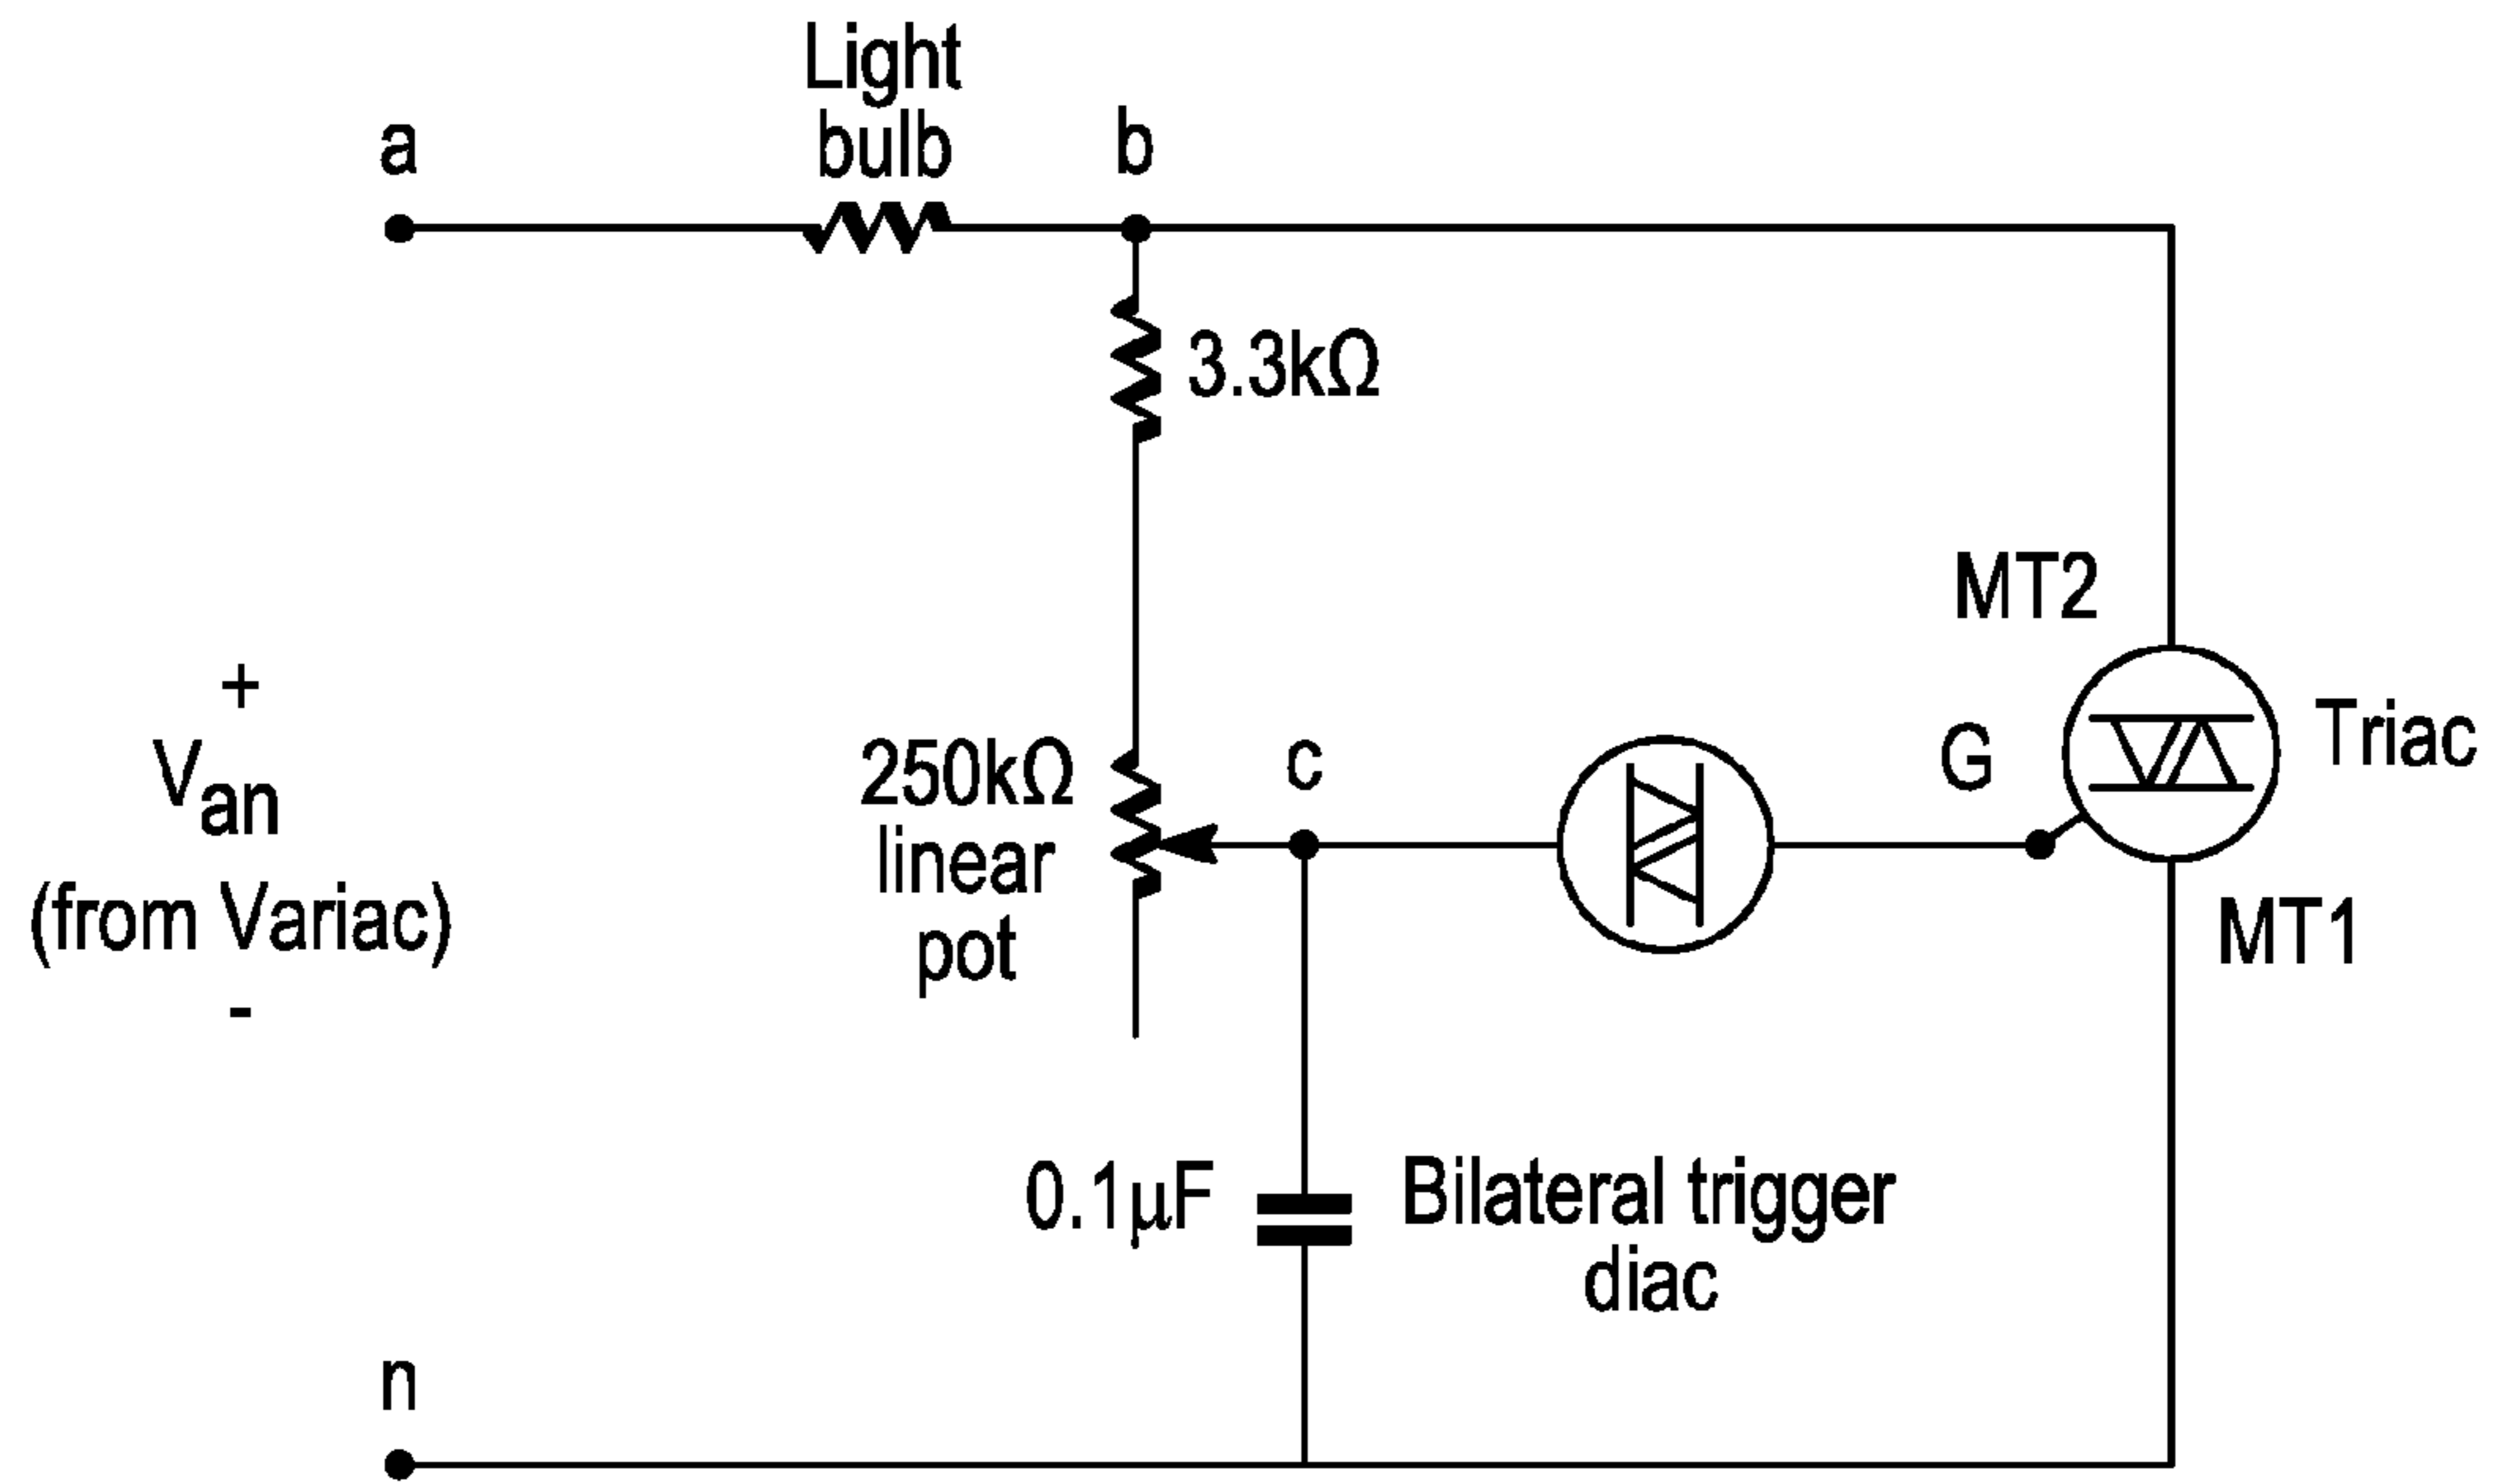 Light
bulb
a
b
3.3kΩ
MT2
+
Van
(from Variac)
-
250kΩ
linear
pot
c
G
Triac
MT1
0.1µF
Bilateral trigger
diac
n